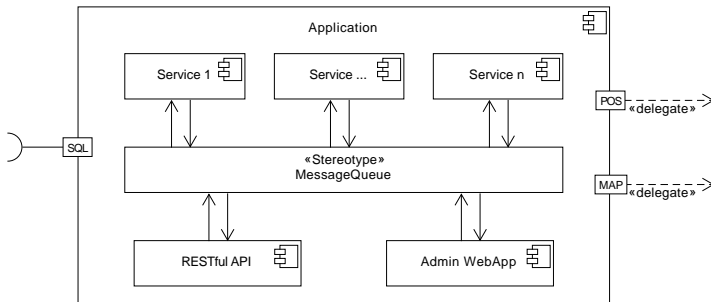 Application
Service 1
Service ...
Service n
POS
«delegate»
SQL
«Stereotype»
MessageQueue
MAP
«delegate»
RESTful API
Admin WebApp